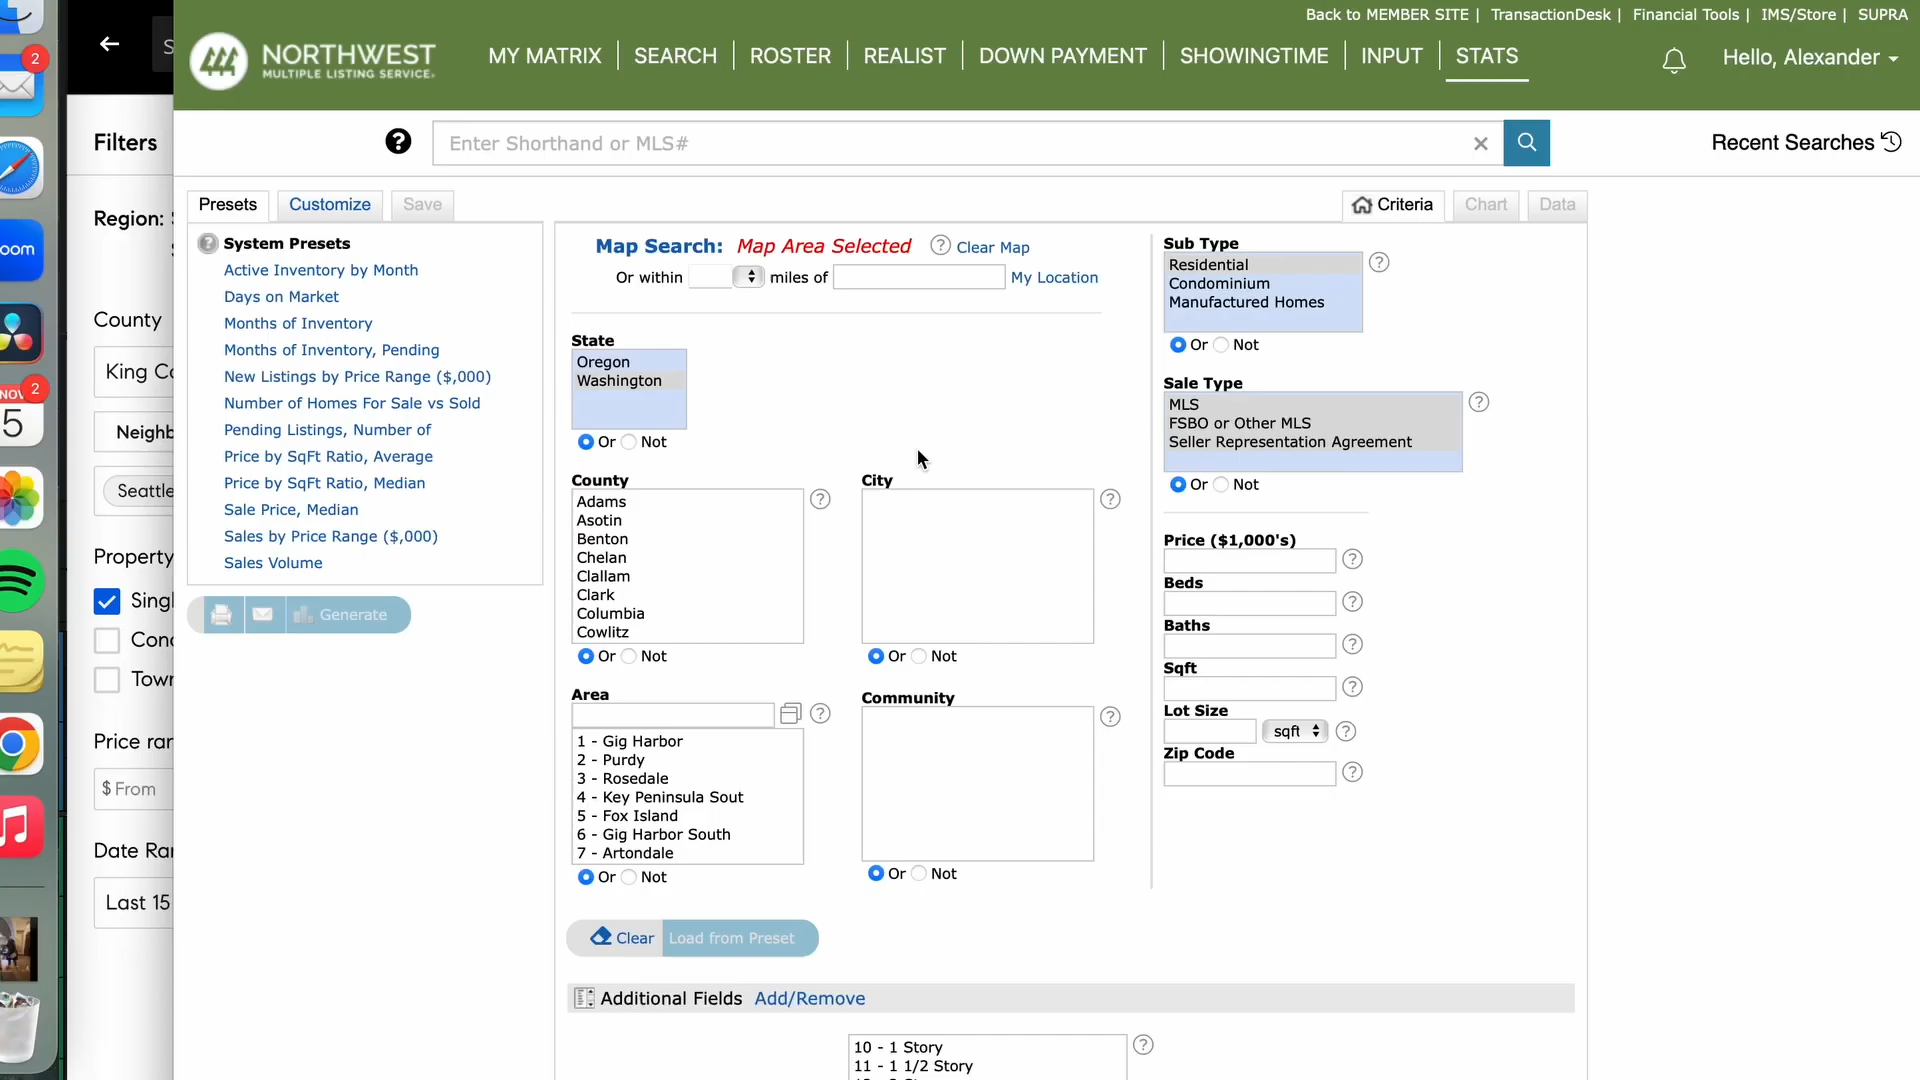 Back to MEMBER SITE | TransactionDesk | Financial Tools | IMS/Store | SUPRA
NORTHWEST
MULTIPLE LISTING SERVICE
MY MATRIX | SEARCH | ROSTER | REALIST | DOWN PAYMENT | SHOWINGTIME | INPUT | STATS
Hello, Alexander
2
S
Enter Shorthand or MLS#
Recent Searches
Filters
Presets Customize Save
Criteria Chart Data
Region:
System Presets
Active Inventory by Month
Days on Market
Months of Inventory
Months of Inventory, Pending
New Listings by Price Range ($,000)
Number of Homes For Sale vs Sold
Pending Listings, Number of
Price by SqFt Ratio, Average
Price by SqFt Ratio, Median
Sale Price, Median
Sales by Price Range ($,000)
Sales Volume
Generate
oom
NOV
2
5
County
King Co
Neighb
Seattle
Property
Singl
Con
Town
Price ran
$ From
Date Ra
Last 15
Map Search: Map Area Selected Clear Map
Or within miles of My Location
State
Oregon
Washington
Or Not
County
Adams
Asotin
Benton
Chelan
Clallam
Clark
Columbia
Cowlitz
Or Not
City
Or Not
Area
1 - Gig Harbor
2 - Purdy
3 - Rosedale
4 - Key Peninsula Sout
5 - Fox Island
6 - Gig Harbor South
7 - Artondale
Or Not
Community
Or Not
Clear Load from Preset
Additional Fields Add/Remove
10 - 1 Story
11 - 1 1/2 Story
Sub Type
Residential
Condominium
Manufactured Homes
Or Not
Sale Type
MLS
FSBO or Other MLS
Seller Representation Agreement
Or Not
Price ($1,000's)
Beds
Baths
Sqft
Lot Size
sqft
Zip Code